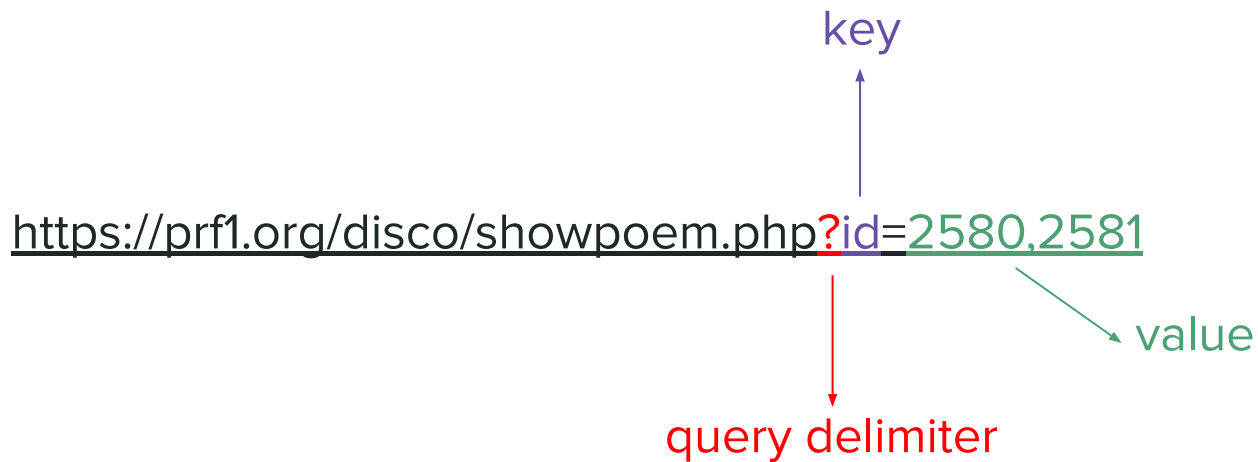 key
https://prf1.org/disco/showpoem.php?id=2580,2581
value
query delimiter